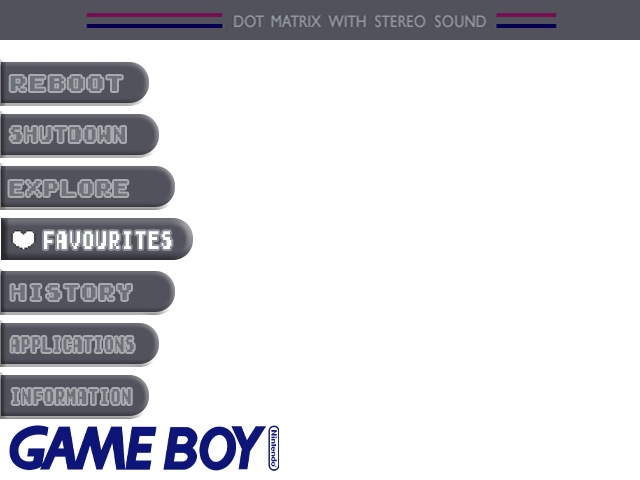 DOT MATRIX WITH STEREO SOUND
REBOOT
SHUTDOWN
EXPLORE
FAVOURITES
HISTORY
APPLICATIONS
INFORMATION
GAME BOY Nintendo